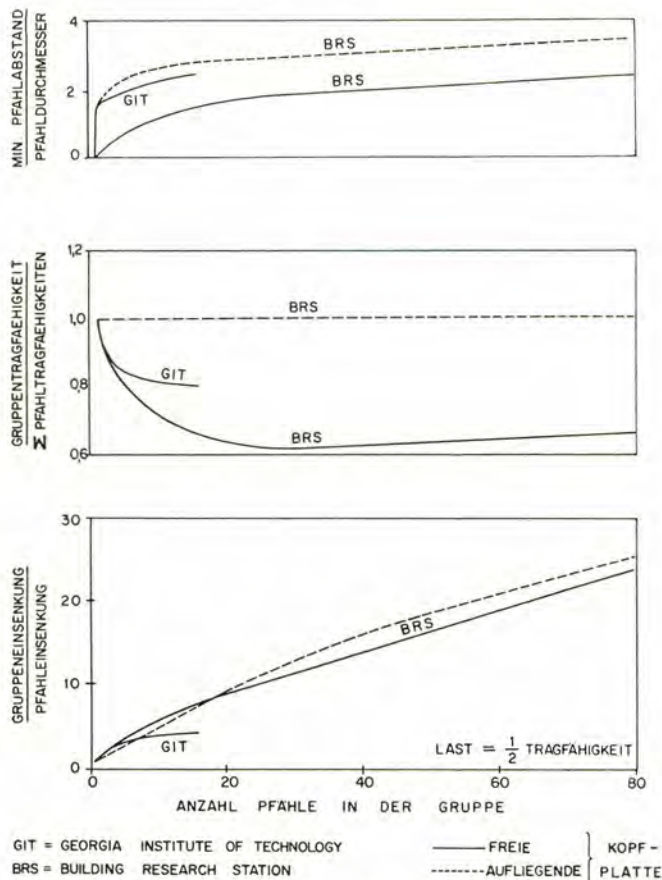 MIN PFAHLABSTAND
PFAHLDURCHMESSER
4
2
0
BRS
GIT
BRS
GRUPPENTRAGFAEHIGKEIT
Σ PFAHLTRAGFAEHIGKEITEN
1,2
1,0
0,8
0,6
BRS
GIT
BRS
GRUPPENEINSENKUNG
PFAHLEINSENKUNG
30
20
10
0
BRS
GIT
LAST = 1/2 TRAGFÄHIGKEIT
0 20 40 60 80
ANZAHL PFÄHLE IN DER GRUPPE
GIT = GEORGIA INSTITUTE OF TECHNOLOGY
BRS = BUILDING RESEARCH STATION
FREIE
AUFLIEGENDE
KOPF-
PLATTE